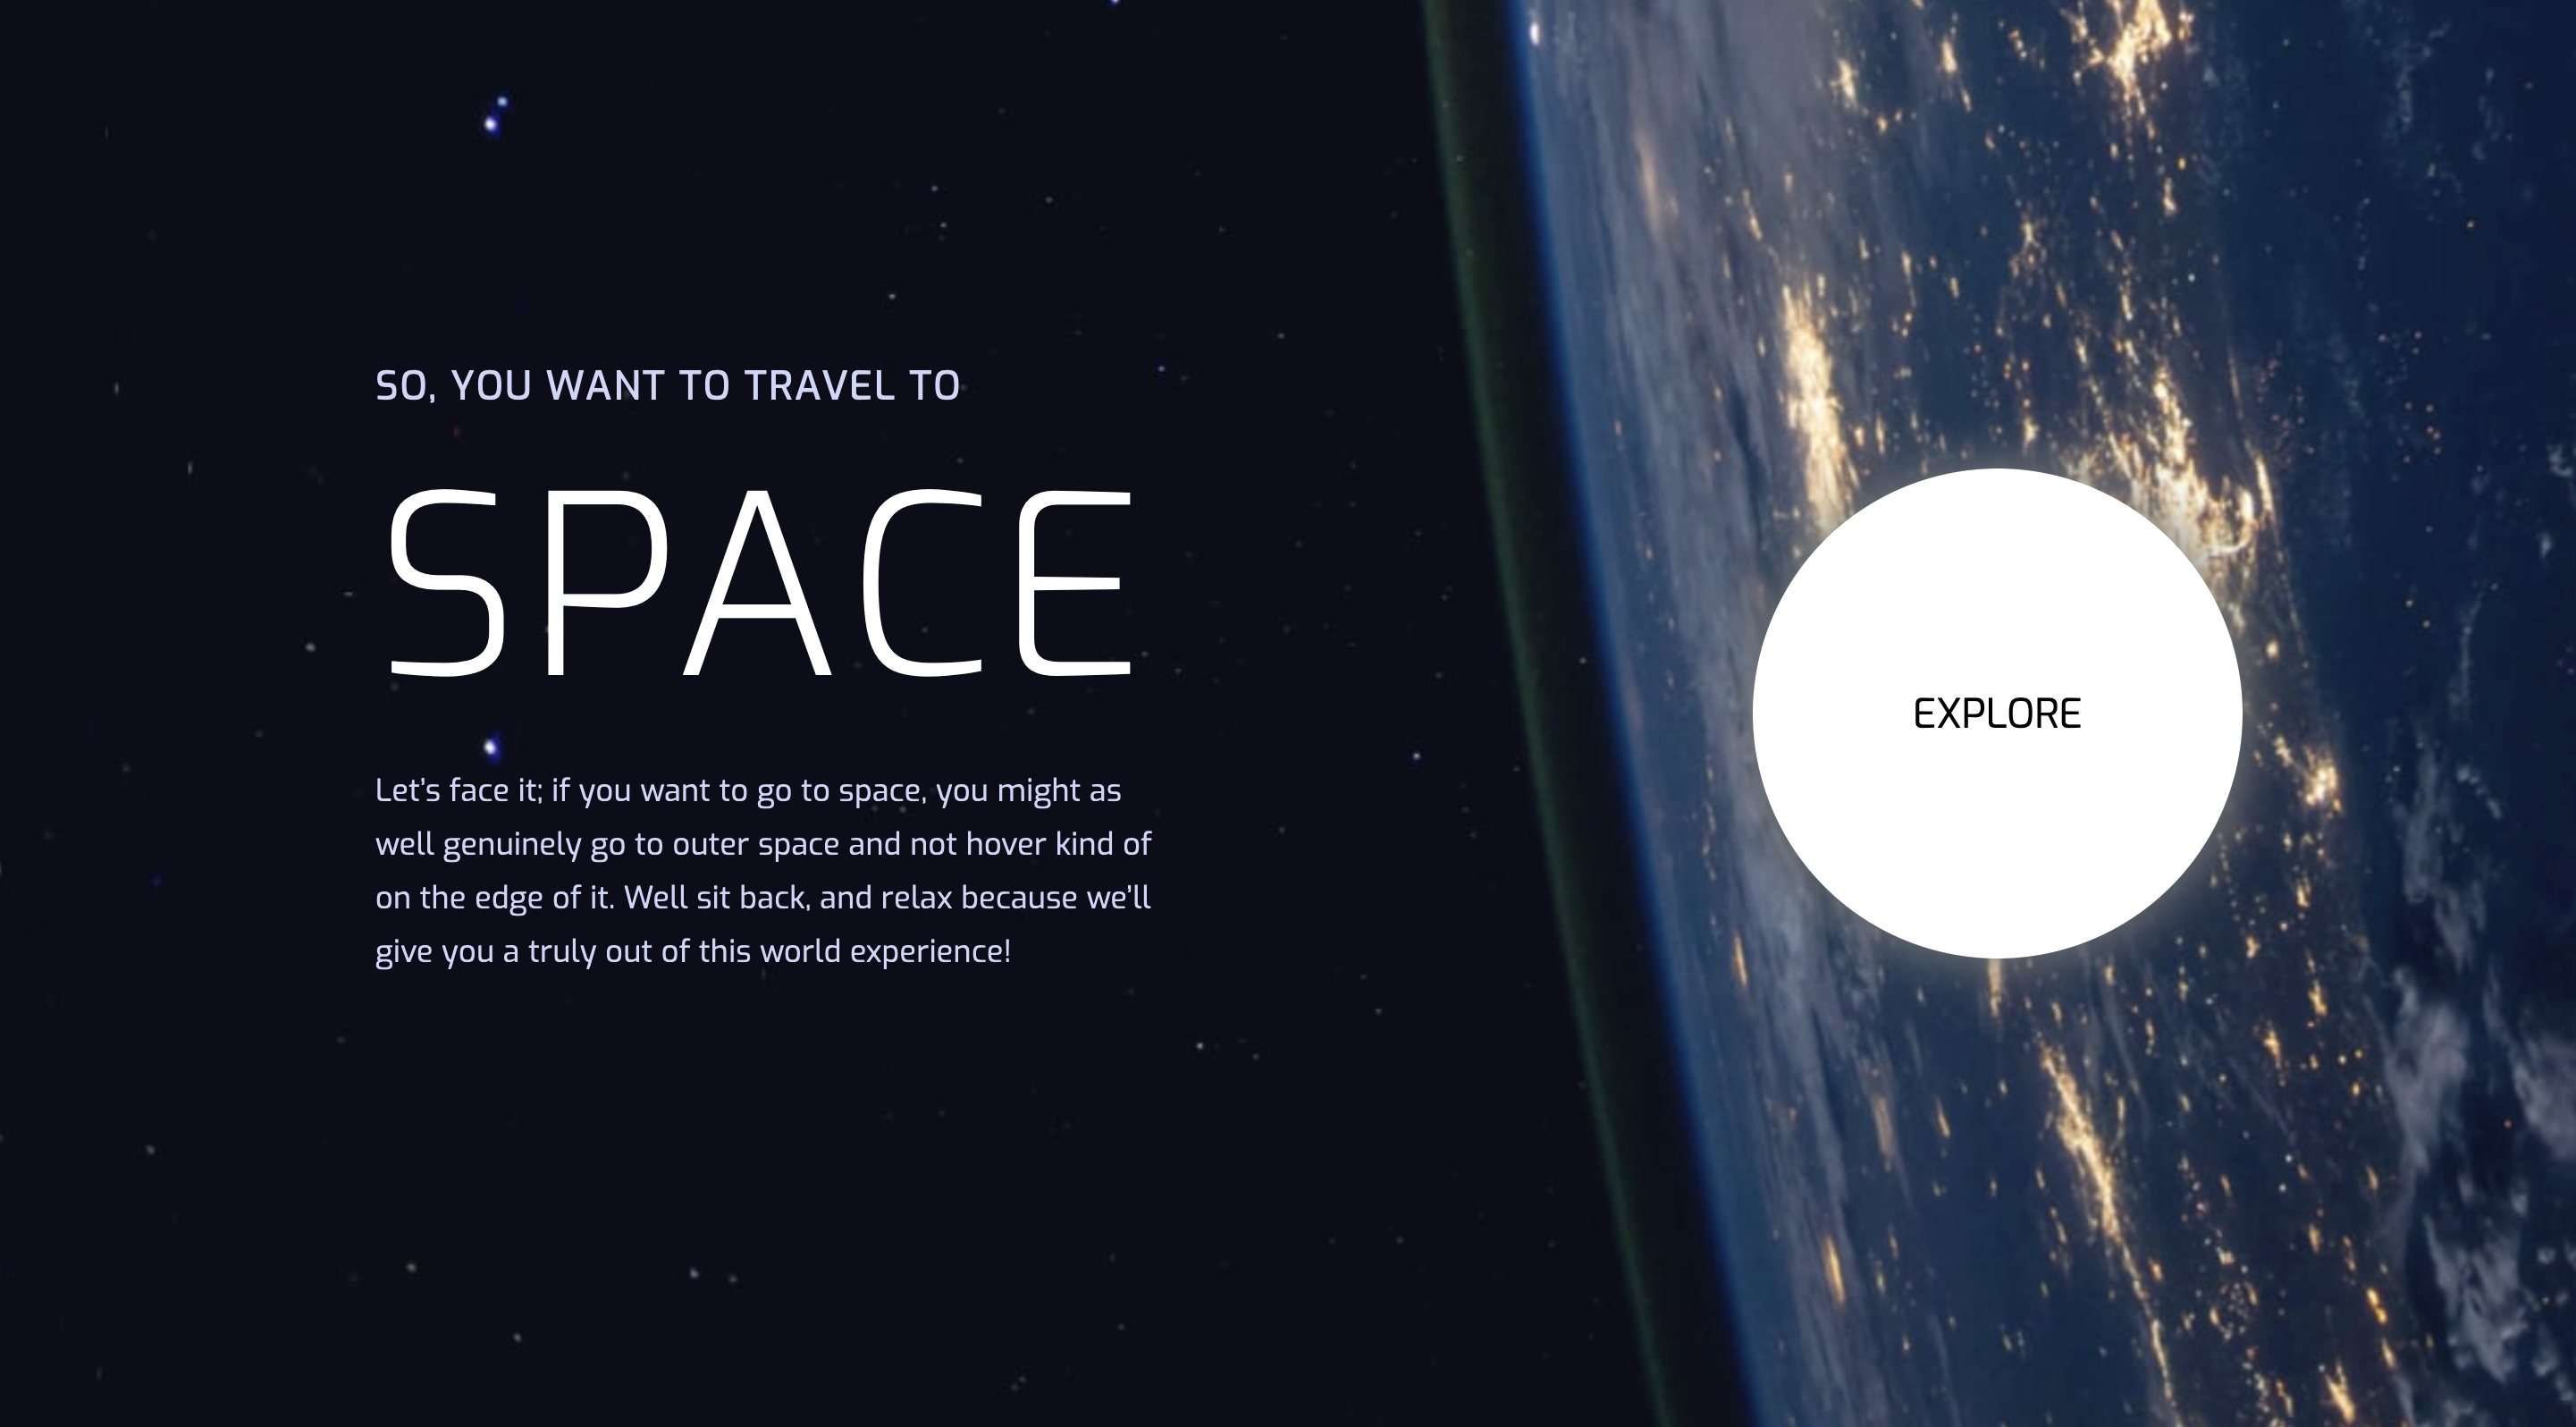 SO, YOU WANT TO TRAVEL TO
SPACE
Let's face it; if you want to go to space, you might as
well genuinely go to outer space and not hover kind of
on the edge of it. Well sit back, and relax because we'll
give you a truly out of this world experience!
EXPLORE